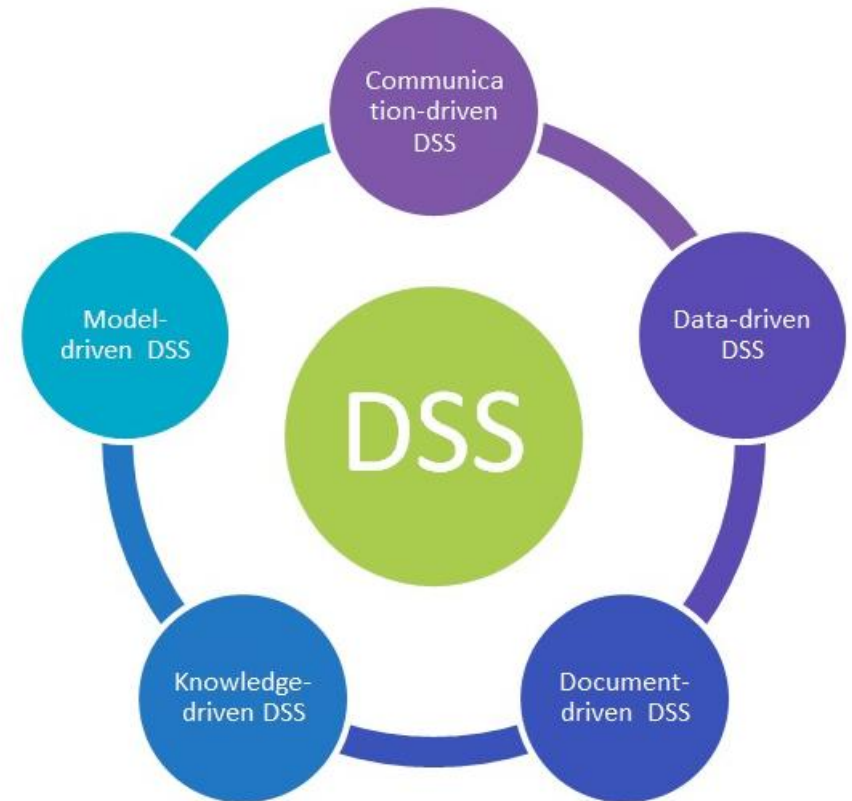 Communica
tion-driven
DSS
Data-driven
DSS
Document-
driven DSS
Knowledge-
driven DSS
Model-
driven DSS
DSS